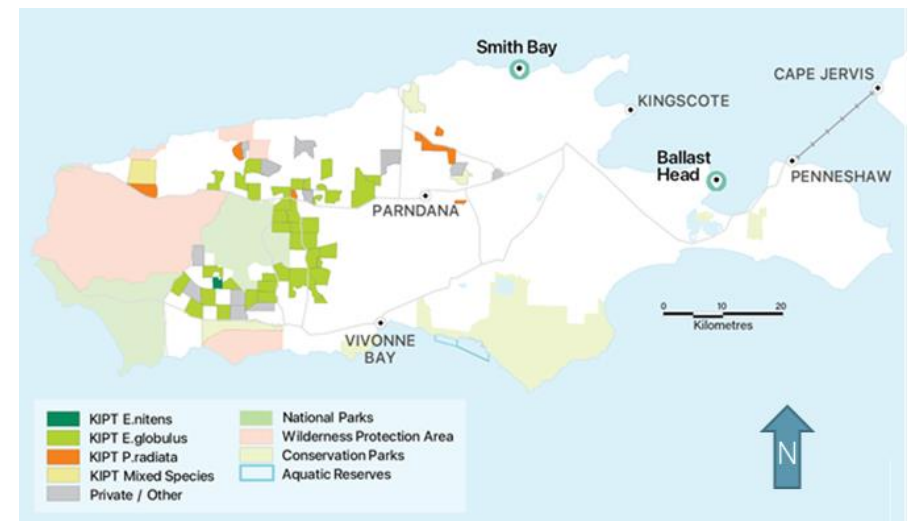 Smith Bay
CAPE JERVIS
KINGSCOTE
Ballast
Head
PENNESHAW
PARNDANA
0 10 20
Kilometres
VIVONNE
BAY
KIPT E.nitens
KIPT E.globulus
KIPT P.radiata
KIPT Mixed Species
Private / Other
National Parks
Wilderness Protection Area
Conservation Parks
Aquatic Reserves
N